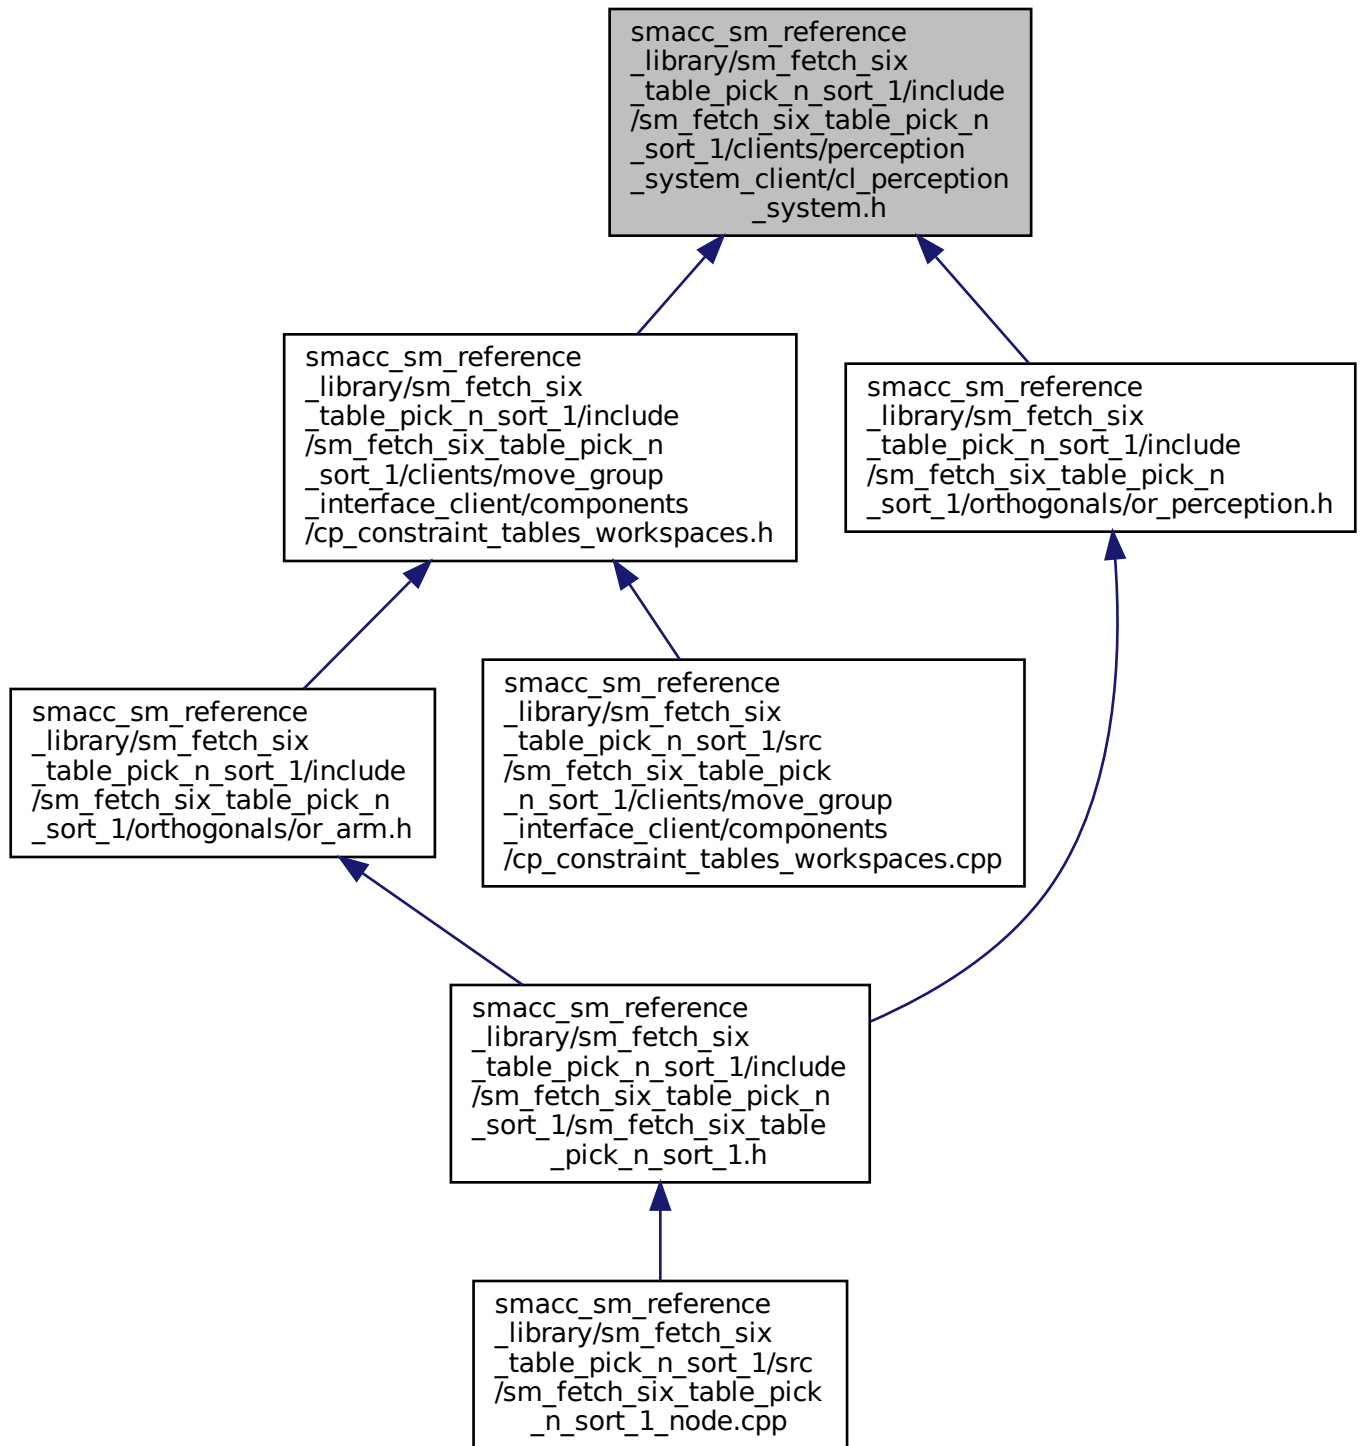 smacc_sm_reference
_library/sm_fetch_six
_table_pick_n_sort_1/include
/sm_fetch_six_table_pick_n
_sort_1/clients/perception
_system_client/cl_perception
_system.h
smacc_sm_reference
_library/sm_fetch_six
_table_pick_n_sort_1/include
/sm_fetch_six_table_pick_n
_sort_1/clients/move_group
_interface_client/components
/cp_constraint_tables_workspaces.h
smacc_sm_reference
_library/sm_fetch_six
_table_pick_n_sort_1/include
/sm_fetch_six_table_pick_n
_sort_1/orthogonals/or_perception.h
smacc_sm_reference
_library/sm_fetch_six
_table_pick_n_sort_1/include
/sm_fetch_six_table_pick_n
_sort_1/orthogonals/or_arm.h
smacc_sm_reference
_library/sm_fetch_six
_table_pick_n_sort_1/src
/sm_fetch_six_table_pick
_n_sort_1/clients/move_group
_interface_client/components
/cp_constraint_tables_workspaces.cpp
smacc_sm_reference
_library/sm_fetch_six
_table_pick_n_sort_1/include
/sm_fetch_six_table_pick_n
_sort_1/sm_fetch_six_table
_pick_n_sort_1.h
smacc_sm_reference
_library/sm_fetch_six
_table_pick_n_sort_1/src
/sm_fetch_six_table_pick
_n_sort_1_node.cpp